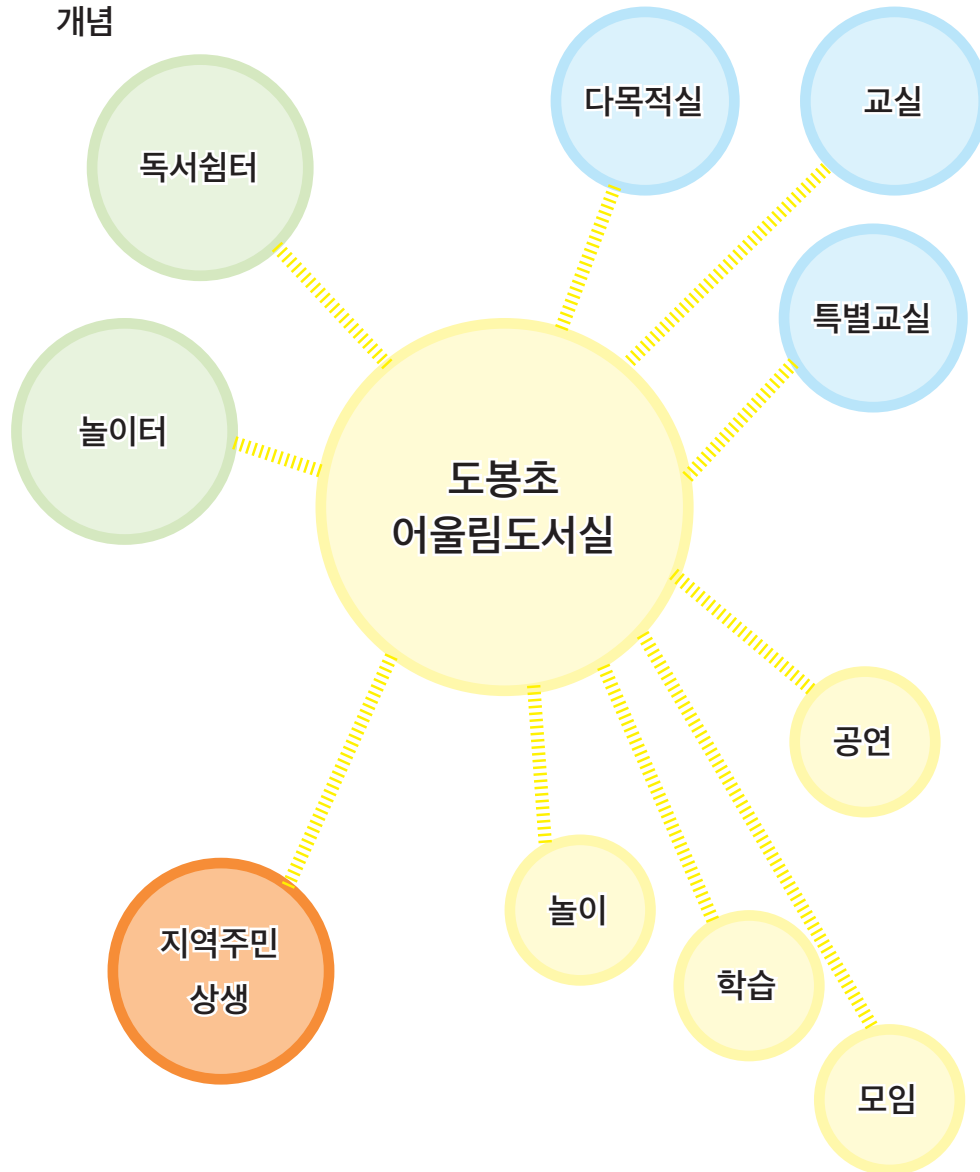 개념
다목적실
교실
독서쉼터
특별교실
놀이터
도봉초
어울림도서실
공연
놀이
지역주민
상생
학습
모임